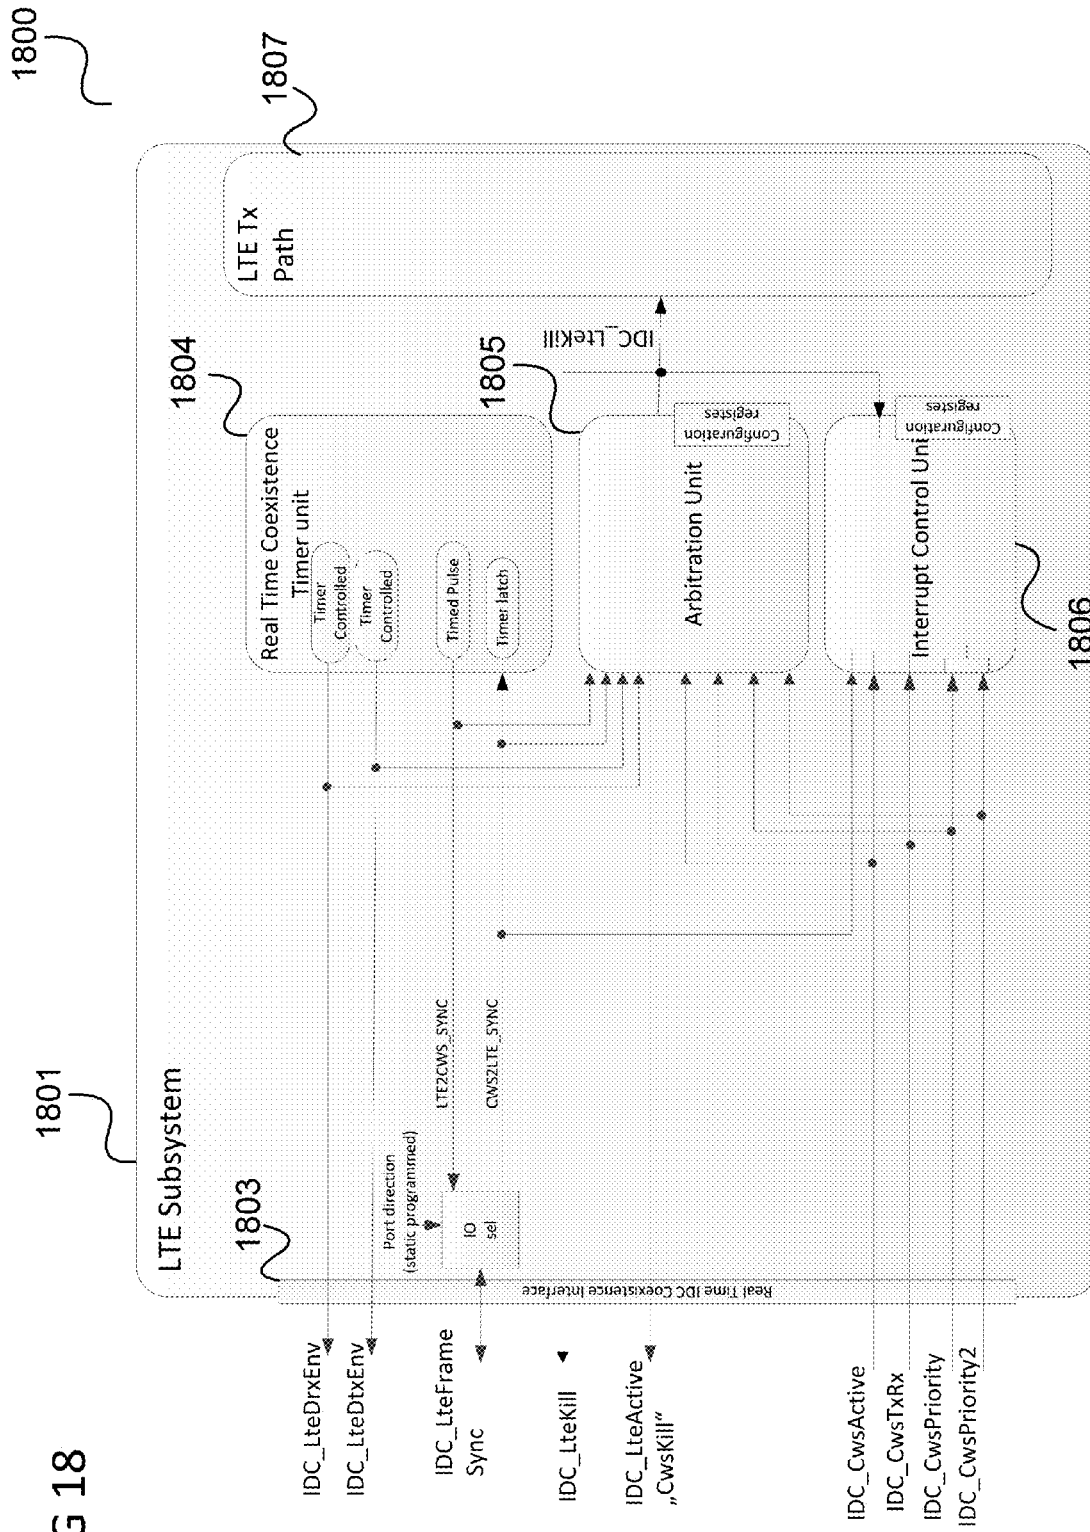 G 18
1800
1801
LTE Subsystem
1803
1804
1805
1806
1807
Real Time IDC Coexistence Interface
IDC_LteDrxEnv
IDC_LteDtxEnv
IDC_LteFrame
Sync
IDC_LteKill
IDC_LteActive
„CwsKill“
IDC_CwsActive
IDC_CwsTxRx
IDC_CwsPriority
IDC_CwsPriority2
Port direction
(static programmed)
IO
sel
LTE2CWS_SYNC
CWS2LTE_SYNC
Real Time Coexistence
Timer unit
Timer
Controlled
Timer
Controlled
Timed Pulse
Timer latch
Arbitration Unit
Configuration
registes
Interrupt Control Uni
Configuration
registes
IDC_LteKill
LTE Tx
Path